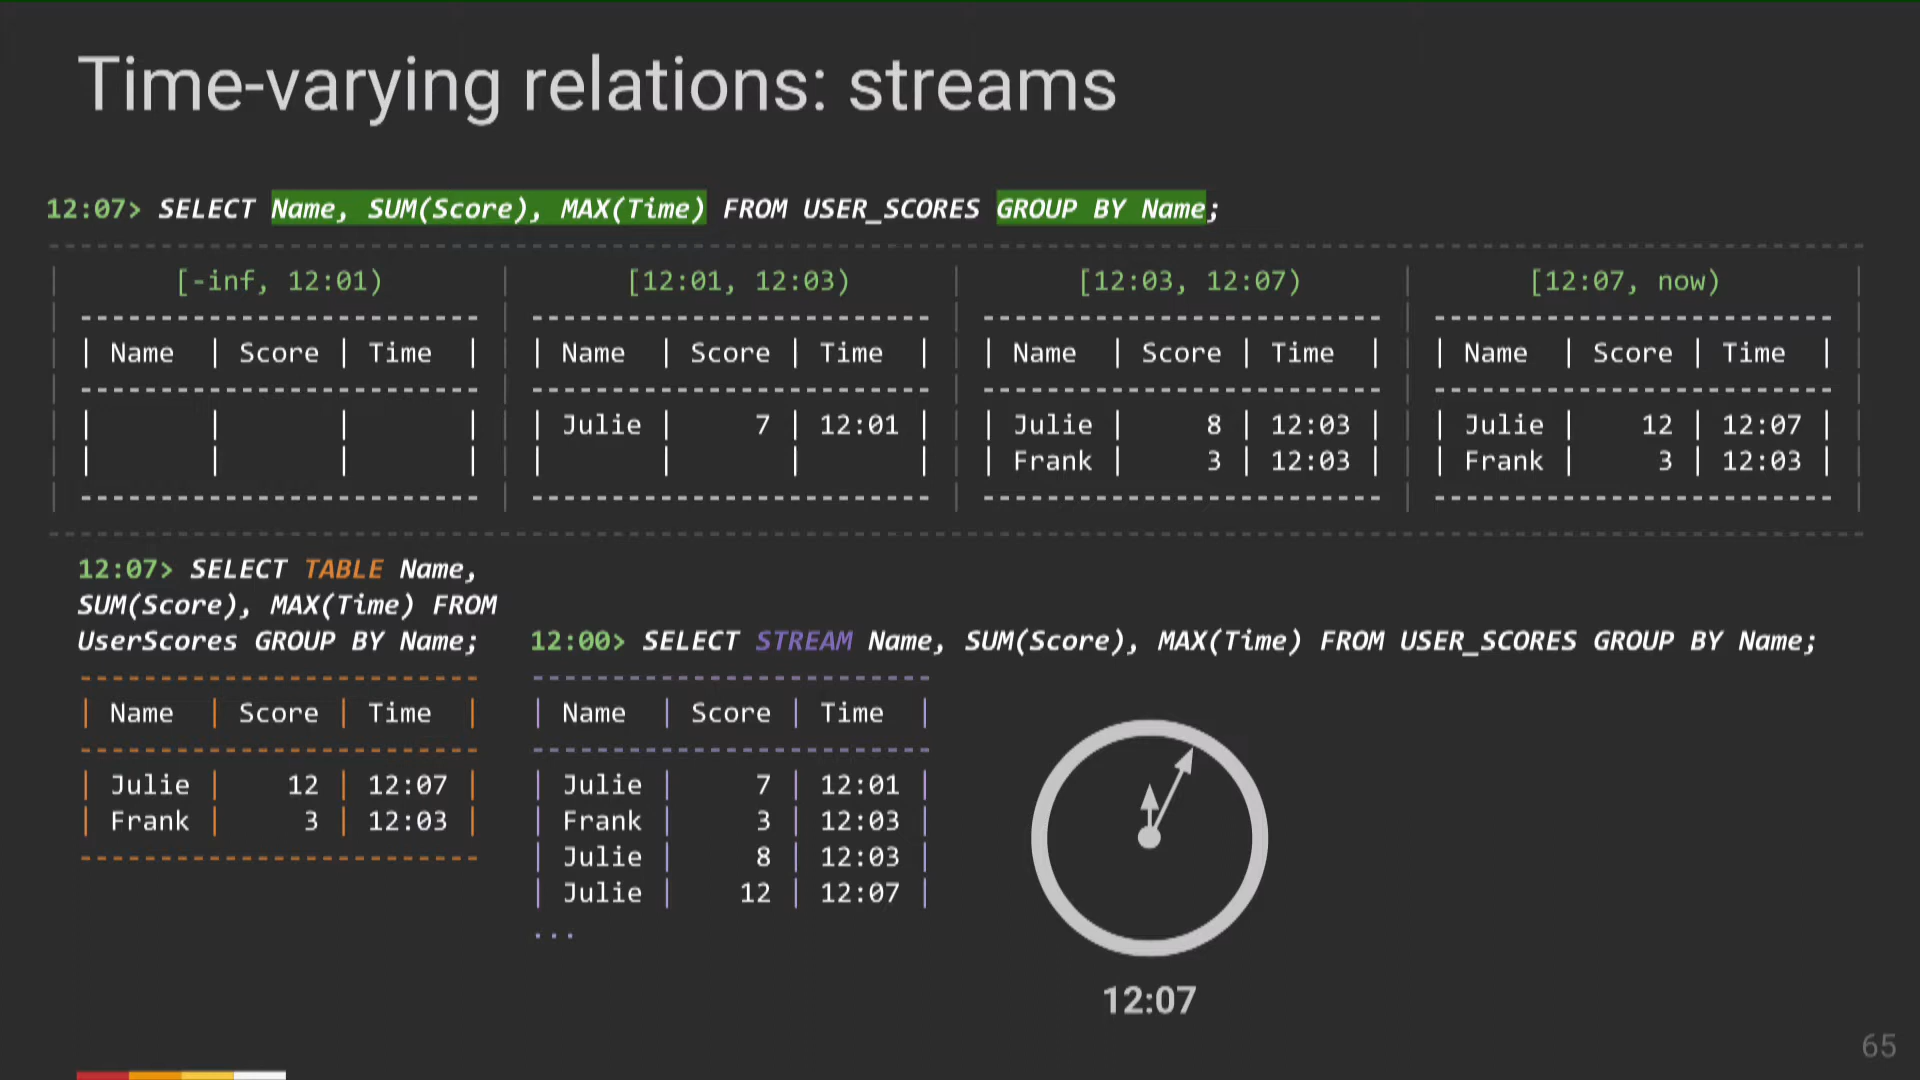 Time-varying relations: streams
12:07> SELECT Name, SUM(Score), MAX(Time) FROM USER_SCORES GROUP BY Name;
[-inf, 12:01) | [12:01, 12:03) | [12:03, 12:07) | [12:07, now)
| Name | Score | Time | | Name | Score | Time | | Name | Score | Time | | Name | Score | Time |
| | | | | Julie | 7 | 12:01 | | Julie | 8 | 12:03 | | Julie | 12 | 12:07 |
| | | | | | | | | Frank | 3 | 12:03 | | Frank | 3 | 12:03 |
12:07> SELECT TABLE Name,
SUM(Score), MAX(Time) FROM
UserScores GROUP BY Name;
| Name | Score | Time |
| Julie | 12 | 12:07 |
| Frank | 3 | 12:03 |
12:00> SELECT STREAM Name, SUM(Score), MAX(Time) FROM USER_SCORES GROUP BY Name;
| Name | Score | Time |
| Julie | 7 | 12:01 |
| Frank | 3 | 12:03 |
| Julie | 8 | 12:03 |
| Julie | 12 | 12:07 |
...
12:07
65